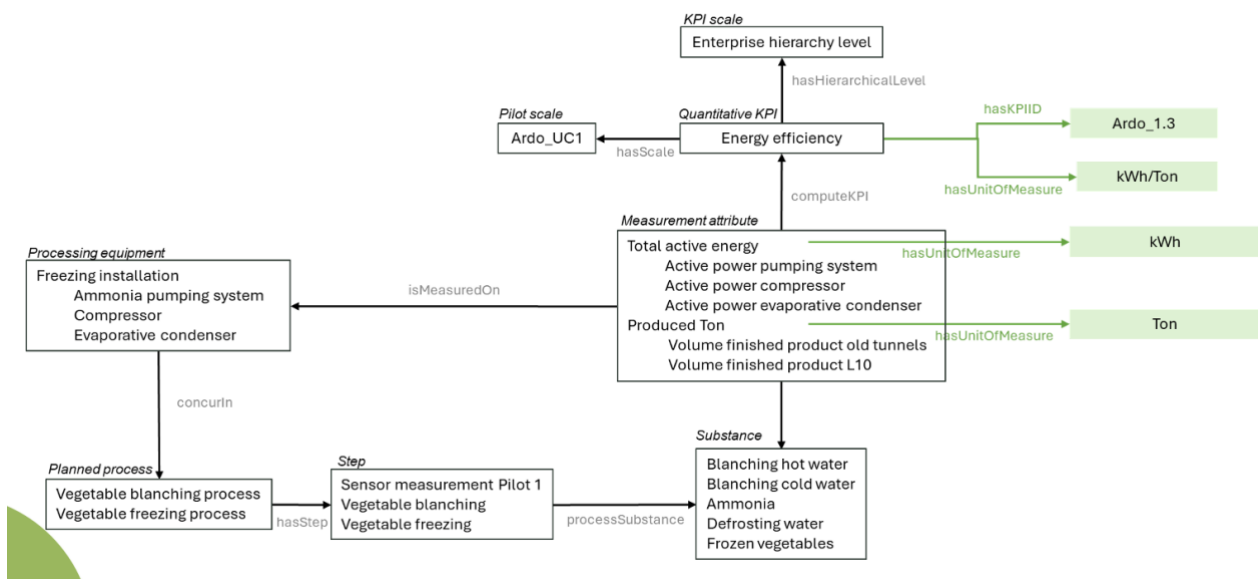 KPI scale
Enterprise hierarchy level
hasHierarchicalLevel
Pilot scale
Ardo_UC1
hasScale
Quantitative KPI
Energy efficiency
hasKPIID
Ardo_1.3
hasUnitOfMeasure
kWh/Ton
computeKPI
Measurement attribute
Total active energy
Active power pumping system
Active power compressor
Active power evaporative condenser
Produced Ton
Volume finished product old tunnels
Volume finished product L10
hasUnitOfMeasure
kWh
hasUnitOfMeasure
Ton
Processing equipment
Freezing installation
Ammonia pumping system
Compressor
Evaporative condenser
isMeasuredOn
concurIn
Planned process
Vegetable blanching process
Vegetable freezing process
hasStep
Step
Sensor measurement Pilot 1
Vegetable blanching
Vegetable freezing
processSubstance
Substance
Blanching hot water
Blanching cold water
Ammonia
Defrosting water
Frozen vegetables